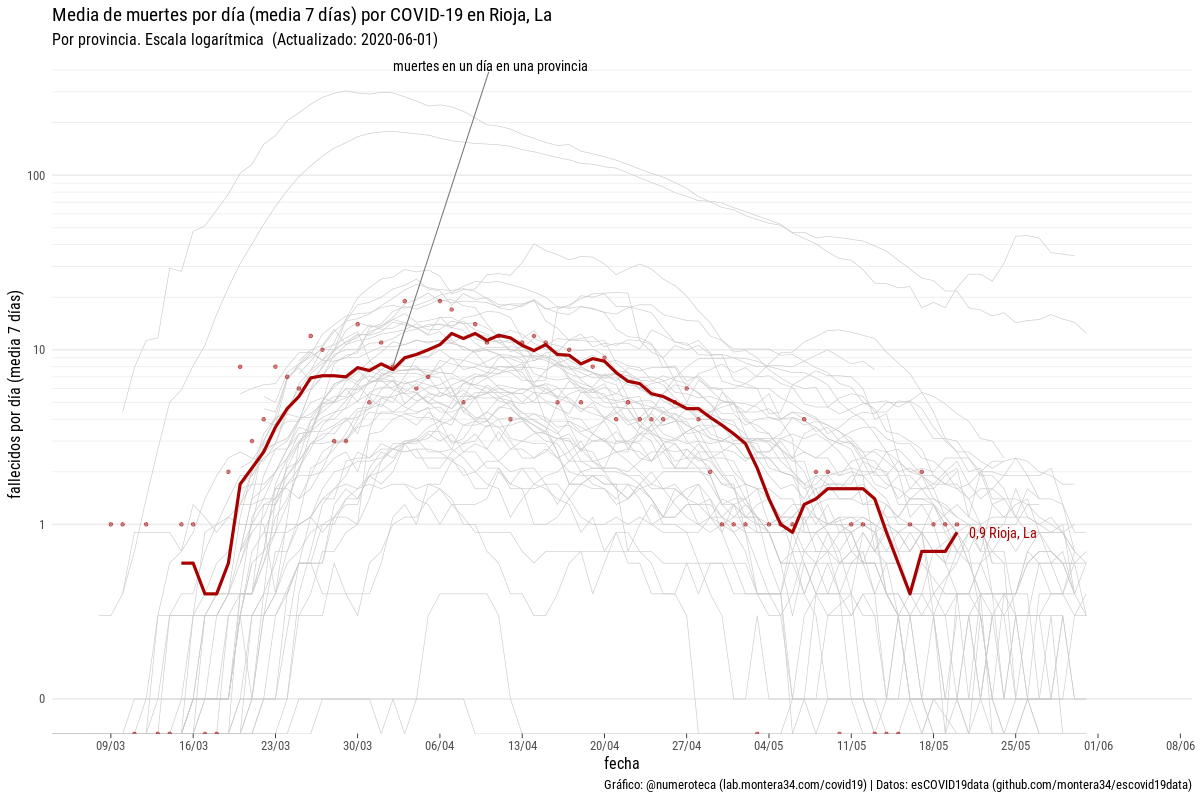 Media de muertes por día (media 7 días) por COVID-19 en Rioja, La
Por provincia. Escala logarítmica  (Actualizado: 2020-06-01)
muertes en un día en una provincia
fallecidos por día (media  7 días)
100
10
1
0
0,9 Rioja, La
09/03 16/03 23/03 30/03 06/04 13/04 20/04 27/04 04/05 11/05 18/05 25/05 01/06 08/06
fecha
Gráfico: @numeroteca (lab.montera34.com/covid19) | Datos: esCOVID19data (github.com/montera34/escovid19data)